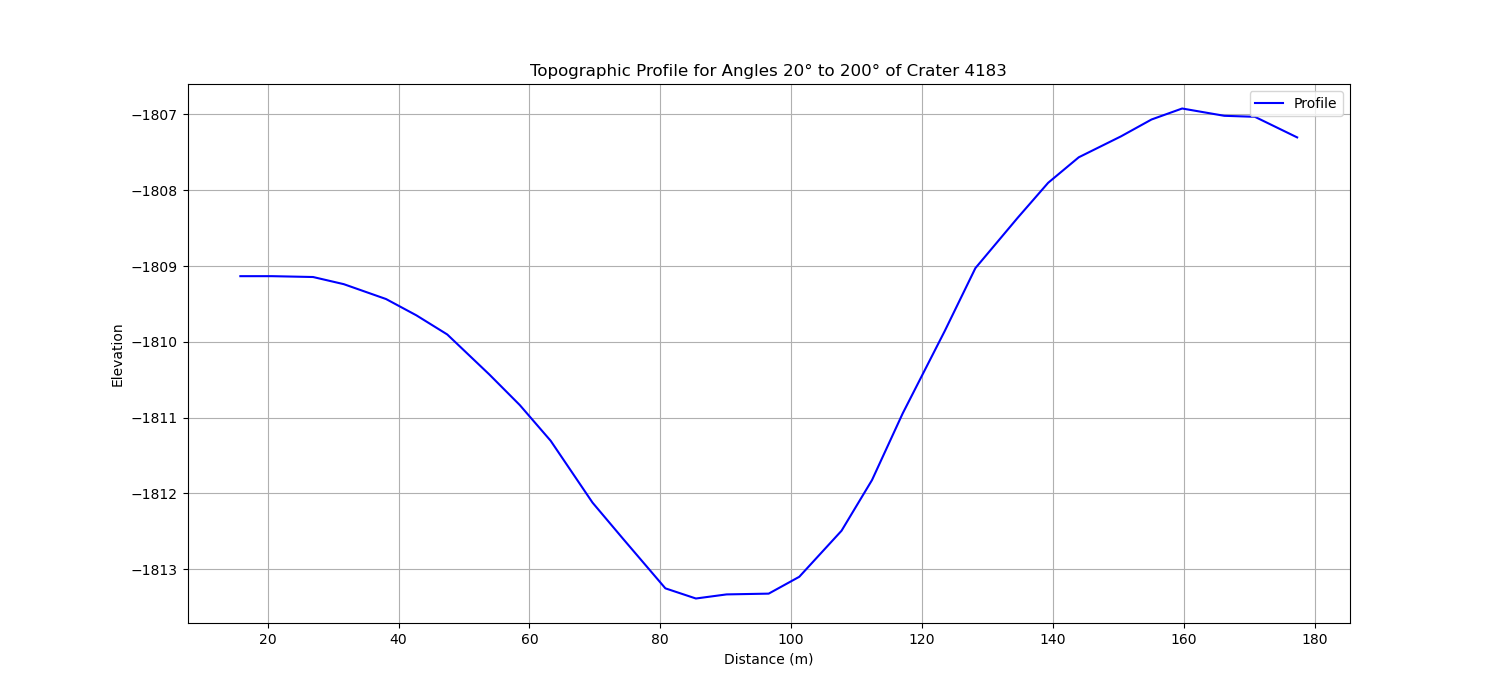 Topographic Profile for Angles 20° to 200° of Crater 4183
Profile
Elevation
−1807
−1808
−1809
−1810
−1811
−1812
−1813
20 40 60 80 100 120 140 160 180
Distance (m)